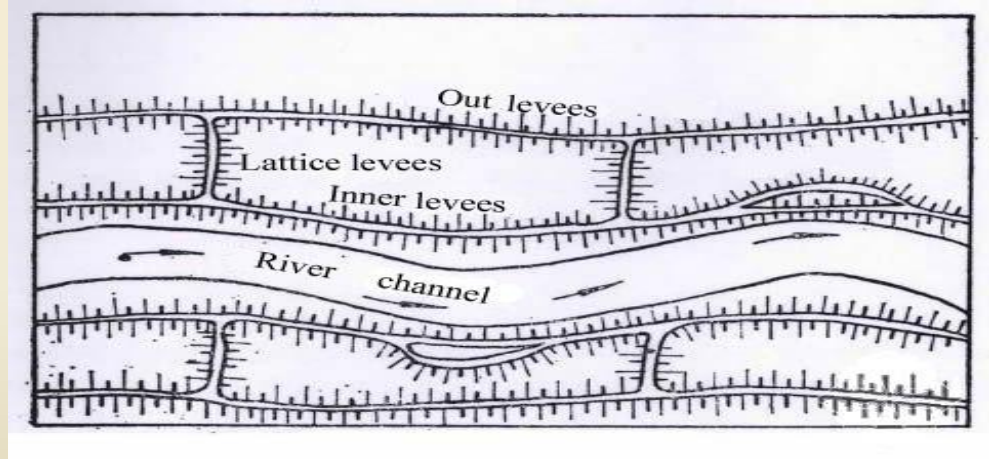 Out levees
Lattice levees
Inner levees
River channel